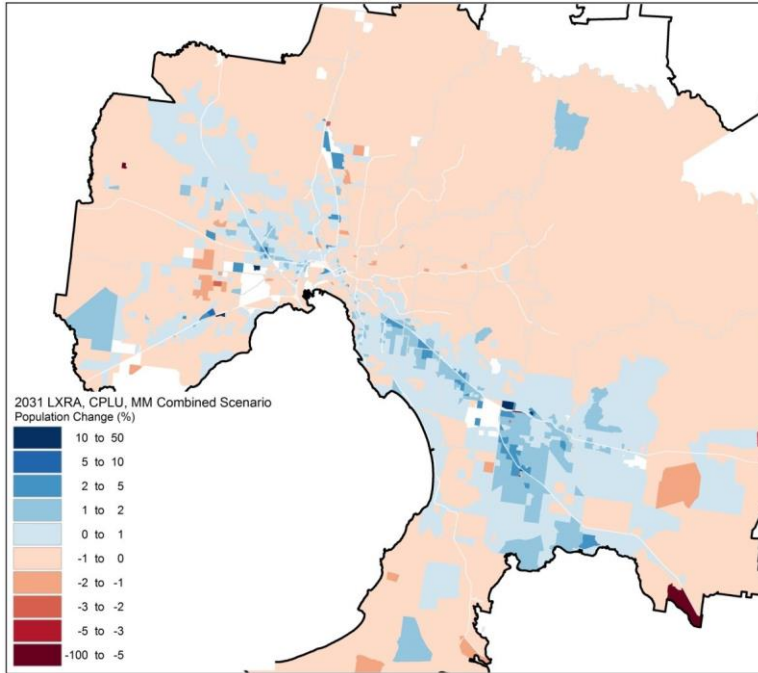 2031 LXRA, CPLU, MM Combined Scenario
Population Change (%)
10 to 50
5 to 10
2 to 5
1 to 2
0 to 1
-1 to 0
-2 to -1
-3 to -2
-5 to -3
-100 to -5